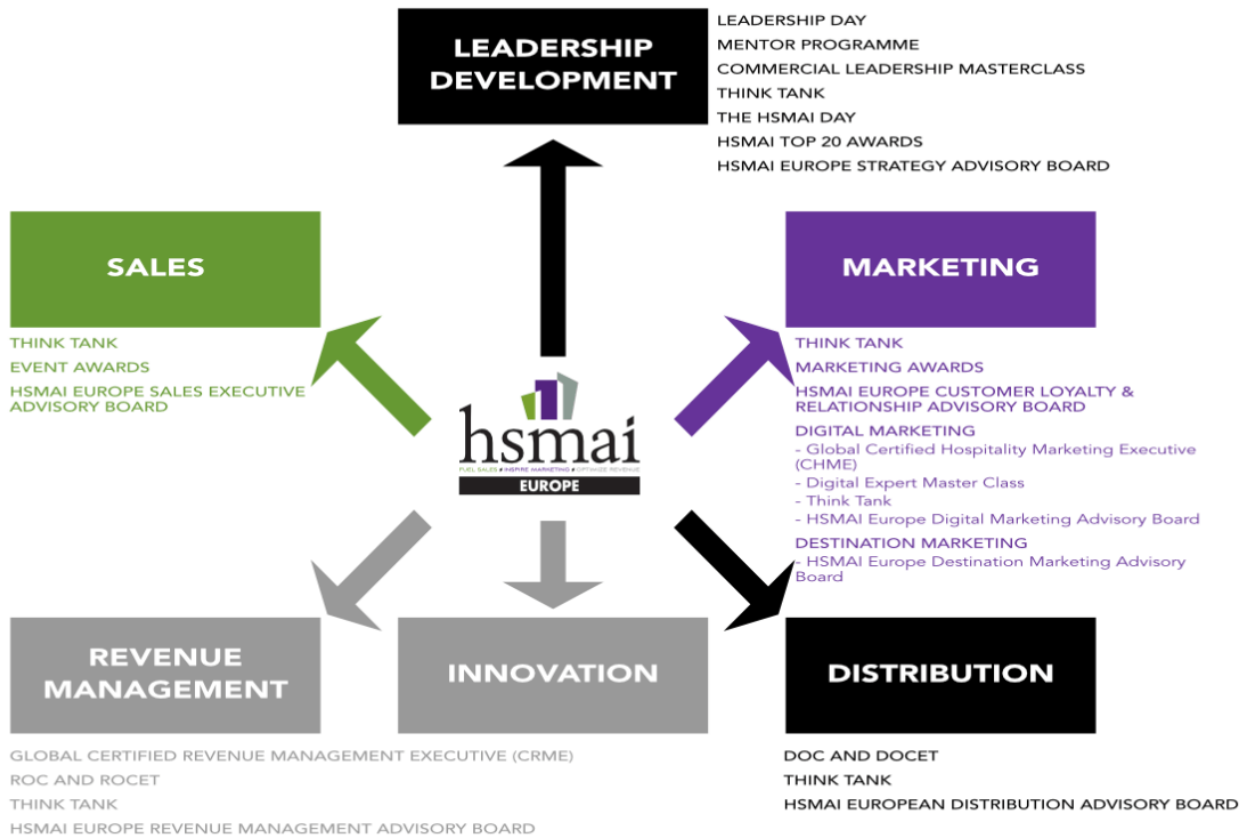 LEADERSHIP
DEVELOPMENT
LEADERSHIP DAY
MENTOR PROGRAMME
COMMERCIAL LEADERSHIP MASTERCLASS
THINK TANK
THE HSMAI DAY
HSMAI TOP 20 AWARDS
HSMAI EUROPE STRATEGY ADVISORY BOARD
SALES
THINK TANK
EVENT AWARDS
HSMAI EUROPE SALES EXECUTIVE
ADVISORY BOARD
MARKETING
THINK TANK
MARKETING AWARDS
HSMAI EUROPE CUSTOMER LOYALTY &
RELATIONSHIP ADVISORY BOARD
DIGITAL MARKETING
- Global Certified Hospitality Marketing Executive
(CHME)
- Digital Expert Master Class
- Think Tank
- HSMAI Europe Digital Marketing Advisory Board
DESTINATION MARKETING
- HSMAI Europe Destination Marketing Advisory
Board
hsmai
FUEL SALES # INSPIRE MARKETING # OPTIMIZE REVENUE
EUROPE
REVENUE
MANAGEMENT
GLOBAL CERTIFIED REVENUE MANAGEMENT EXECUTIVE (CRME)
ROC AND ROCET
THINK TANK
HSMAI EUROPE REVENUE MANAGEMENT ADVISORY BOARD
INNOVATION
DISTRIBUTION
DOC AND DOCET
THINK TANK
HSMAI EUROPEAN DISTRIBUTION ADVISORY BOARD